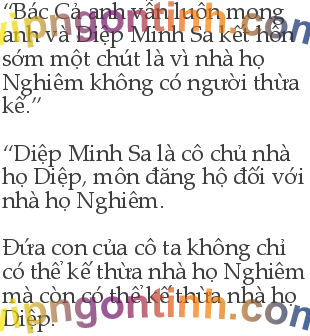 “Bác Cả anh vẫn luôn mong
anh và Diệp Minh Sa kết hôn
sớm một chút là vì nhà họ
Nghiêm không có người thừa
kế.”
“Diệp Minh Sa là cô chủ nhà
họ Diệp, môn đăng hộ đối với
nhà họ Nghiêm.
Đứa con của cô ta không chỉ
có thể kế thừa nhà họ Nghiêm
mà còn có thể kế thừa nhà họ
Diệp.
vipngontinh.com
vipngontinh.com